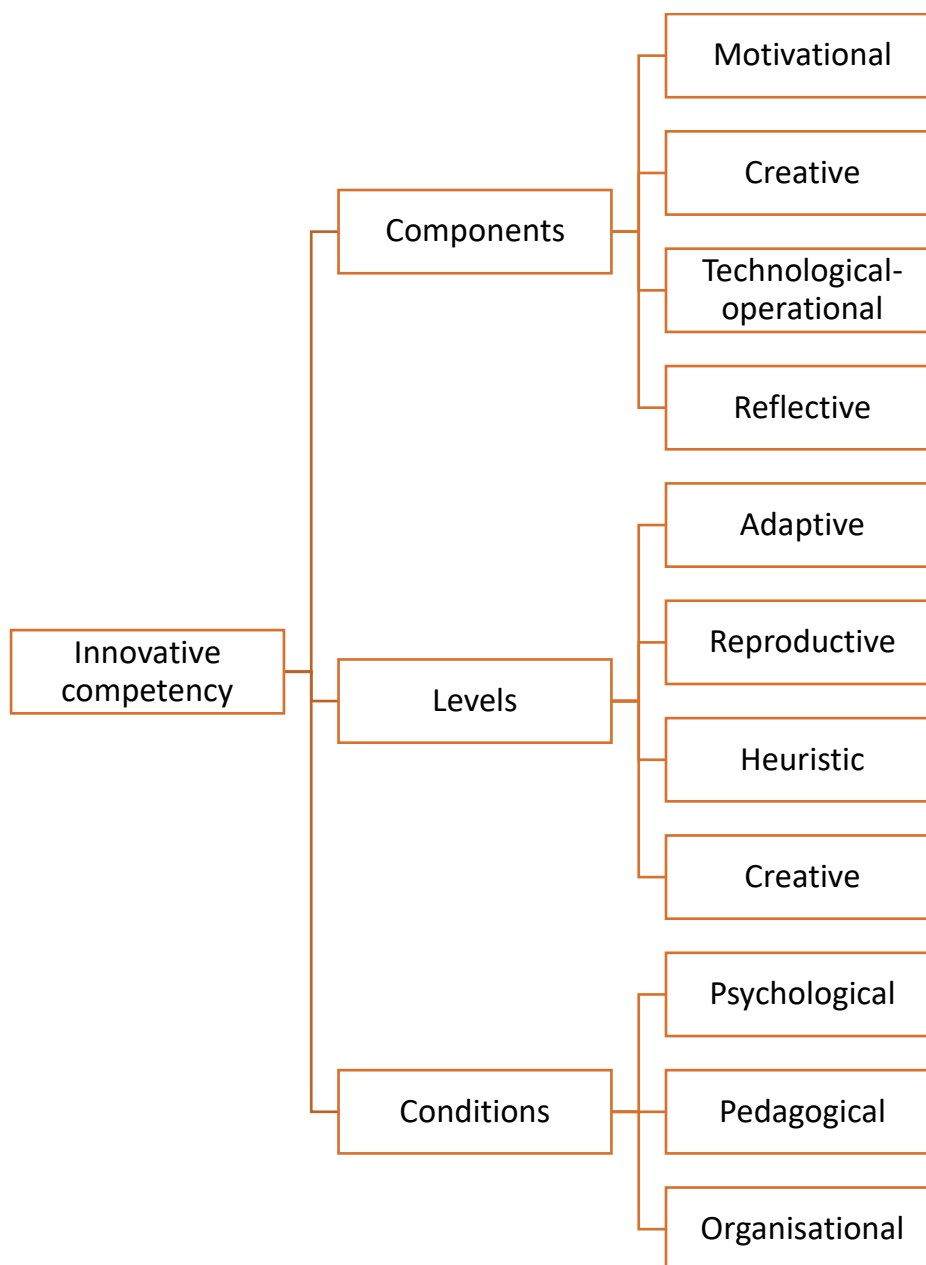 Innovative
competency
Components
Motivational
Creative
Technological-
operational
Reflective
Levels
Adaptive
Reproductive
Heuristic
Creative
Conditions
Psychological
Pedagogical
Organisational